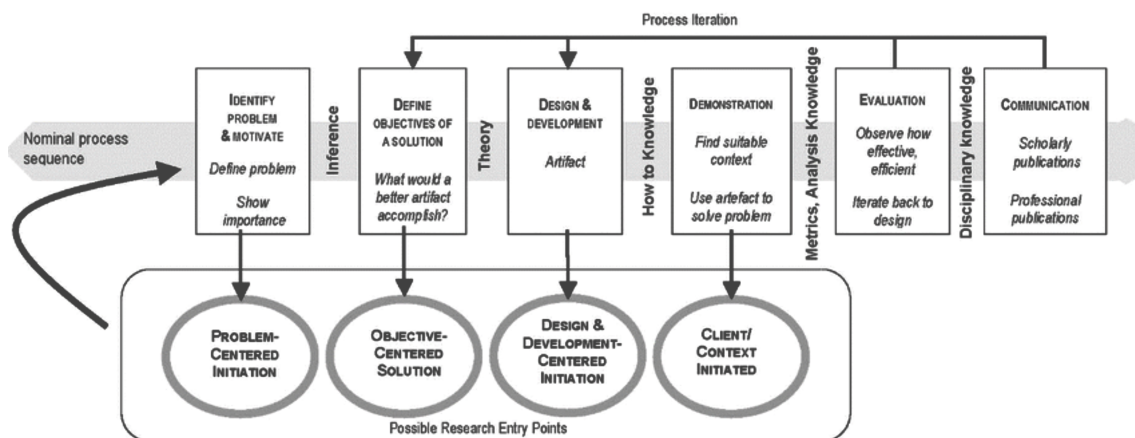 Process Iteration
Nominal process
sequence
IDENTIFY
PROBLEM
& MOTIVATE
Define problem
Show
importance
Inference
DEFINE
OBJECTIVES OF
A SOLUTION
What would a
better artifact
accomplish?
Theory
DESIGN &
DEVELOPMENT
Artifact
How to Knowledge
DEMONSTRATION
Find suitable
context
Use artefact to
solve problem
Metrics, Analysis Knowledge
EVALUATION
Observe how
effective,
efficient
Iterate back to
design
Disciplinary knowledge
COMMUNICATION
Scholarly
publications
Professional
publications
PROBLEM-
CENTERED
INITIATION
OBJECTIVE-
CENTERED
SOLUTION
DESIGN &
DEVELOPMENT-
CENTERED
INITIATION
CLIENT/
CONTEXT
INITIATED
Possible Research Entry Points